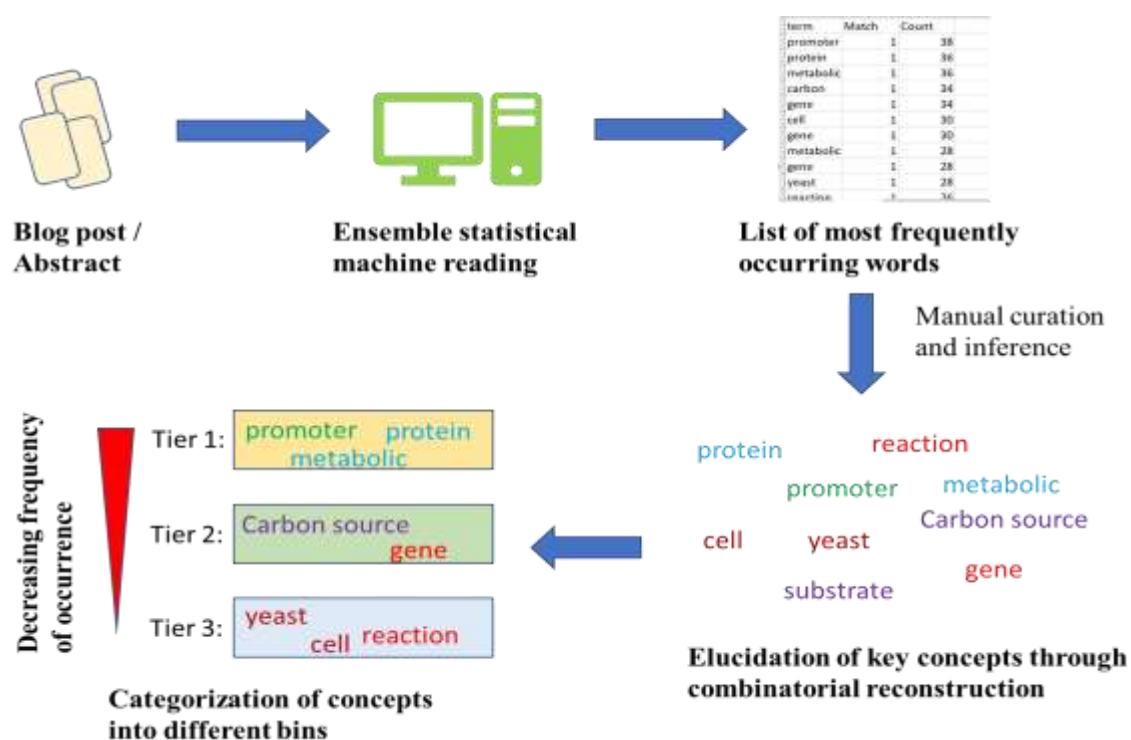 term Match Count
promoter 1 38
protein 1 36
metabolic 1 36
carbon 1 34
gene 1 34
cell 1 30
gene 1 30
metabolic 1 28
gene 1 28
yeast 1 28
Blog post /
Abstract
Ensemble statistical
machine reading
List of most frequently
occurring words
Manual curation
and inference
Decreasing frequency
of occurrence
Tier 1:
promoter protein
metabolic
Tier 2:
Carbon source
gene
Tier 3:
yeast
cell reaction
protein reaction
promoter metabolic
Carbon source
cell yeast
gene
substrate
Elucidation of key concepts through
combinatorial reconstruction
Categorization of concepts
into different bins